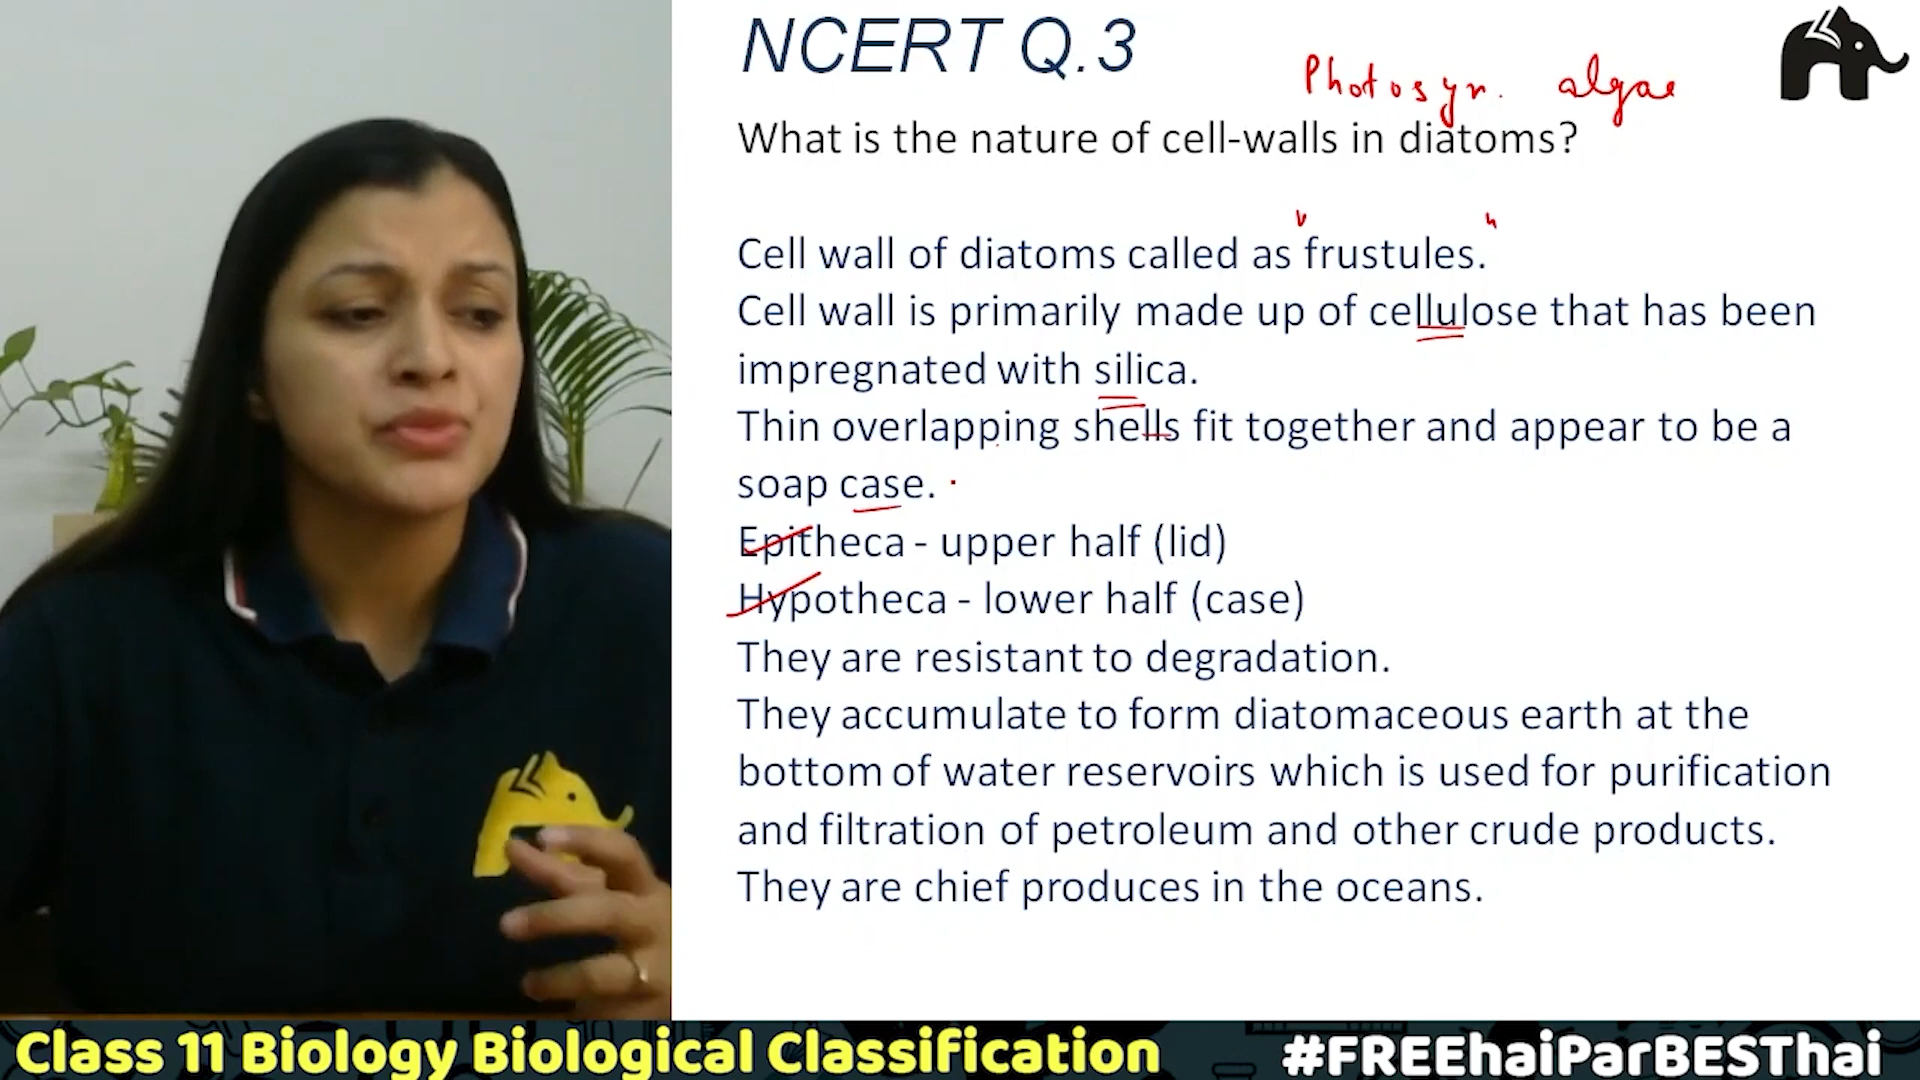 NCERT Q.3
Photosyn. algae
What is the nature of cell-walls in diatoms?
Cell wall of diatoms called as "frustules."
Cell wall is primarily made up of cellulose that has been
impregnated with silica.
Thin overlapping shells fit together and appear to be a
soap case.
Epitheca - upper half (lid)
Hypotheca - lower half (case)
They are resistant to degradation.
They accumulate to form diatomaceous earth at the
bottom of water reservoirs which is used for purification
and filtration of petroleum and other crude products.
They are chief produces in the oceans.
Class 11 Biology Biological Classification
#FREEhaiParBESThai